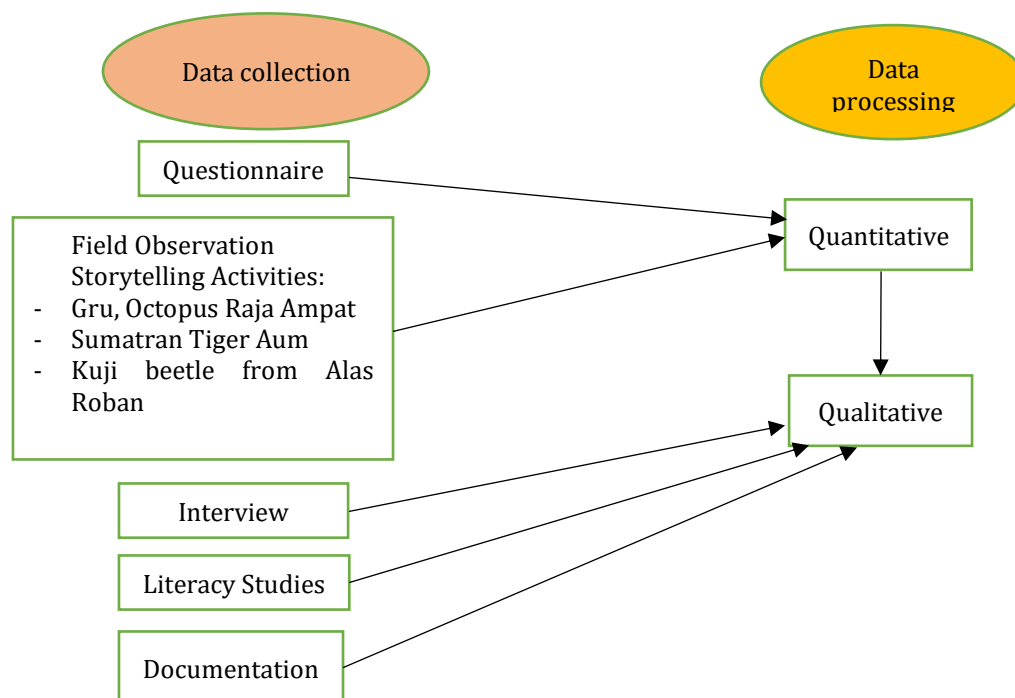 Data collection
Data
processing
Questionnaire
Field Observation
Storytelling Activities:
- Gru, Octopus Raja Ampat
- Sumatran Tiger Aum
- Kuji beetle from Alas
Roban
Quantitative
Qualitative
Interview
Literacy Studies
Documentation